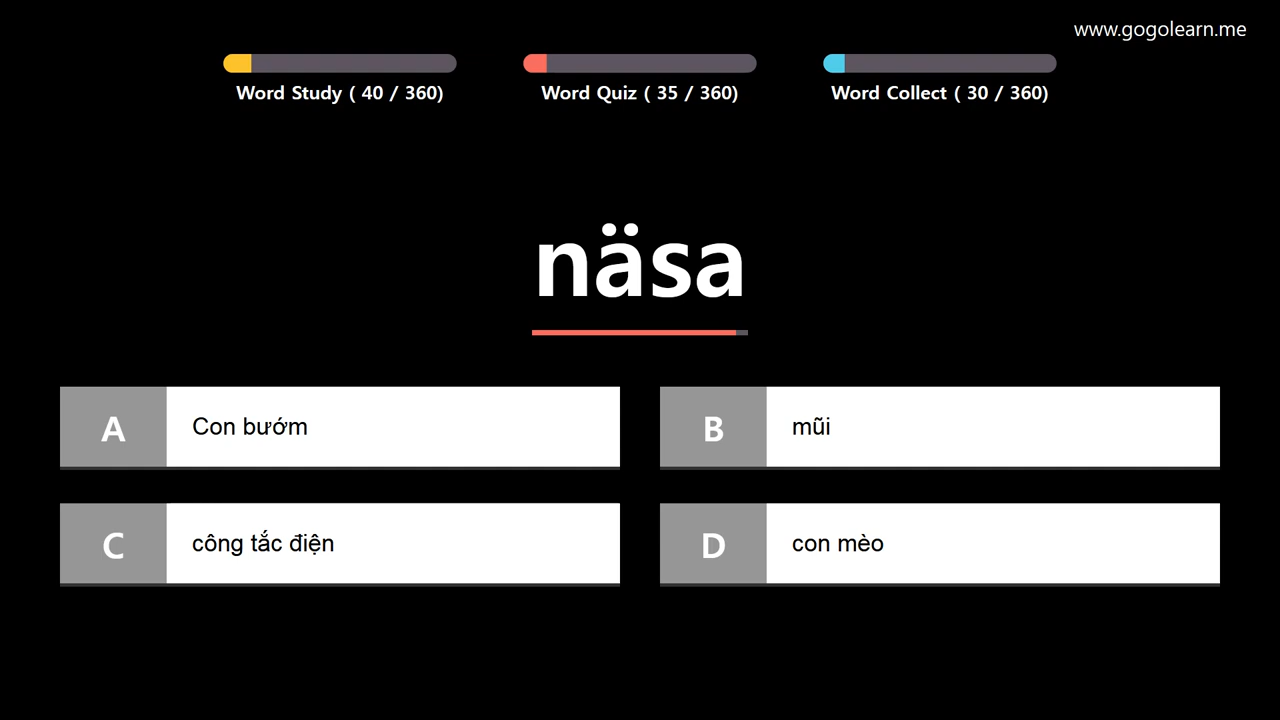 www.gogolearn.me
Word Study ( 40 / 360)
Word Quiz ( 35 / 360)
Word Collect ( 30 / 360)
näsa
A Con bướm
B mũi
C công tắc điện
D con mèo